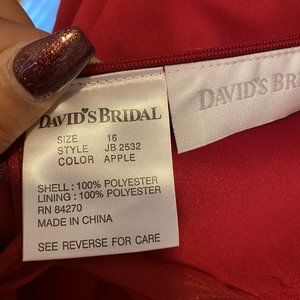 DAVID'S BRIDAL
SIZE 16
STYLE JB 2532
COLOR APPLE
SHELL : 100% POLYESTER
LINING : 100% POLYESTER
RN 84270
MADE IN CHINA
SEE REVERSE FOR CARE
DAVID'S BRI